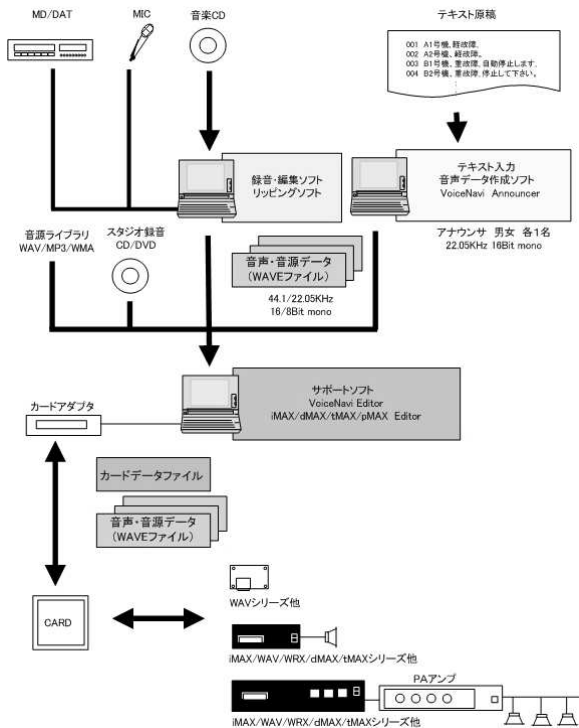 MD/DAT
MIC
音楽CD
テキスト原稿
001 A1号機、軽故障。
002 A2号機、軽故障。
003 B1号機、重故障、自動停止します。
004 B2号機、重故障、停止して下さい。
録音・編集ソフト
リッピングソフト
テキスト入力
音声データ作成ソフト
VoiceNavi Announcer
アナウンサ 男女 各1名
22.05KHz 16Bit mono
音源ライブラリ
WAV/MP3/WMA
スタジオ録音
CD/DVD
音声・音源データ
(WAVEファイル)
44.1/22.05KHz
16/8Bit mono
サポートソフト
VoiceNavi Editor
iMAX/dMAX/tMAX/pMAX Editor
カードアダプタ
カードデータファイル
音声・音源データ
(WAVEファイル)
CARD
WAVシリーズ他
iMAX/WAV/WRX/dMAX/tMAXシリーズ他
PAアンプ
iMAX/WAV/WRX/dMAX/tMAXシリーズ他